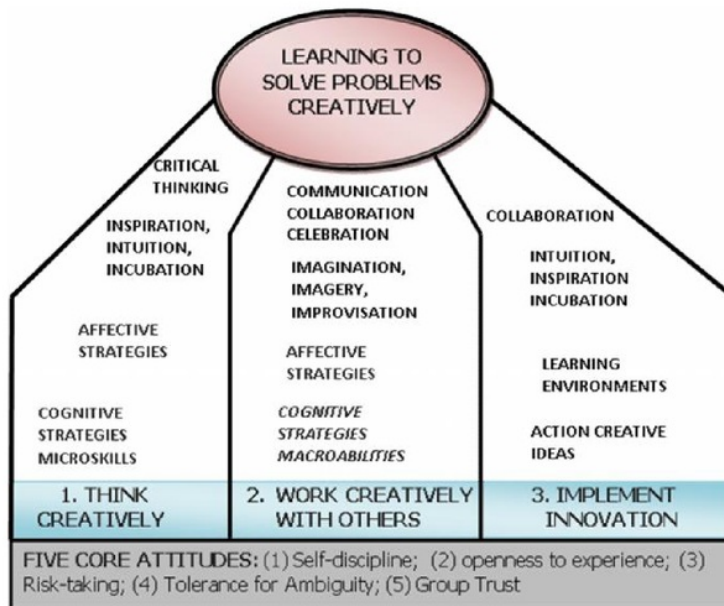 LEARNING TO
SOLVE PROBLEMS
CREATIVELY
CRITICAL
THINKING
INSPIRATION,
INTUITION,
INCUBATION
AFFECTIVE
STRATEGIES
COGNITIVE
STRATEGIES
MICROSKILLS
1. THINK
CREATIVELY
COMMUNICATION
COLLABORATION
CELEBRATION
IMAGINATION,
IMAGERY,
IMPROVISATION
AFFECTIVE
STRATEGIES
COGNITIVE
STRATEGIES
MACROABILITIES
2. WORK CREATIVELY
WITH OTHERS
COLLABORATION
INTUITION,
INSPIRATION
INCUBATION
LEARNING
ENVIRONMENTS
ACTION CREATIVE
IDEAS
3. IMPLEMENT
INNOVATION
FIVE CORE ATTITUDES: (1) Self-discipline; (2) openness to experience; (3)
Risk-taking; (4) Tolerance for Ambiguity; (5) Group Trust